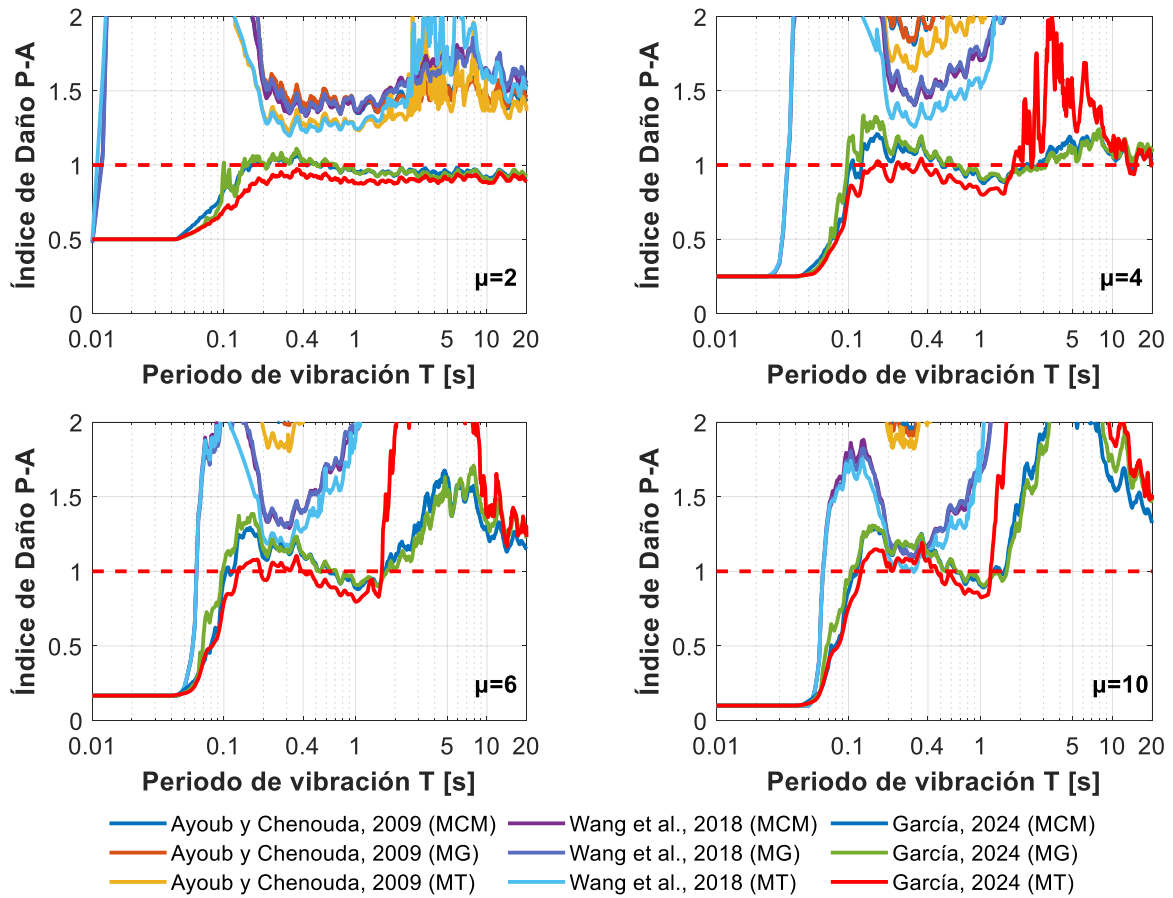 2
1.5
1
0.5
0
Índice de Daño P-A
µ=2
0.01
0.1
0.4
1
5
10
20
Periodo de vibración T [s]
2
1.5
1
0.5
0
Índice de Daño P-A
µ=4
0.01
0.1
0.4
1
5
10
20
Periodo de vibración T [s]
2
1.5
1
0.5
0
Índice de Daño P-A
µ=6
0.01
0.1
0.4
1
5
10
20
Periodo de vibración T [s]
2
1.5
1
0.5
0
Índice de Daño P-A
µ=10
0.01
0.1
0.4
1
5
10
20
Periodo de vibración T [s]
Ayoub y Chenouda, 2009 (MCM)
Ayoub y Chenouda, 2009 (MG)
Ayoub y Chenouda, 2009 (MT)
Wang et al., 2018 (MCM)
Wang et al., 2018 (MG)
Wang et al., 2018 (MT)
García, 2024 (MCM)
García, 2024 (MG)
García, 2024 (MT)